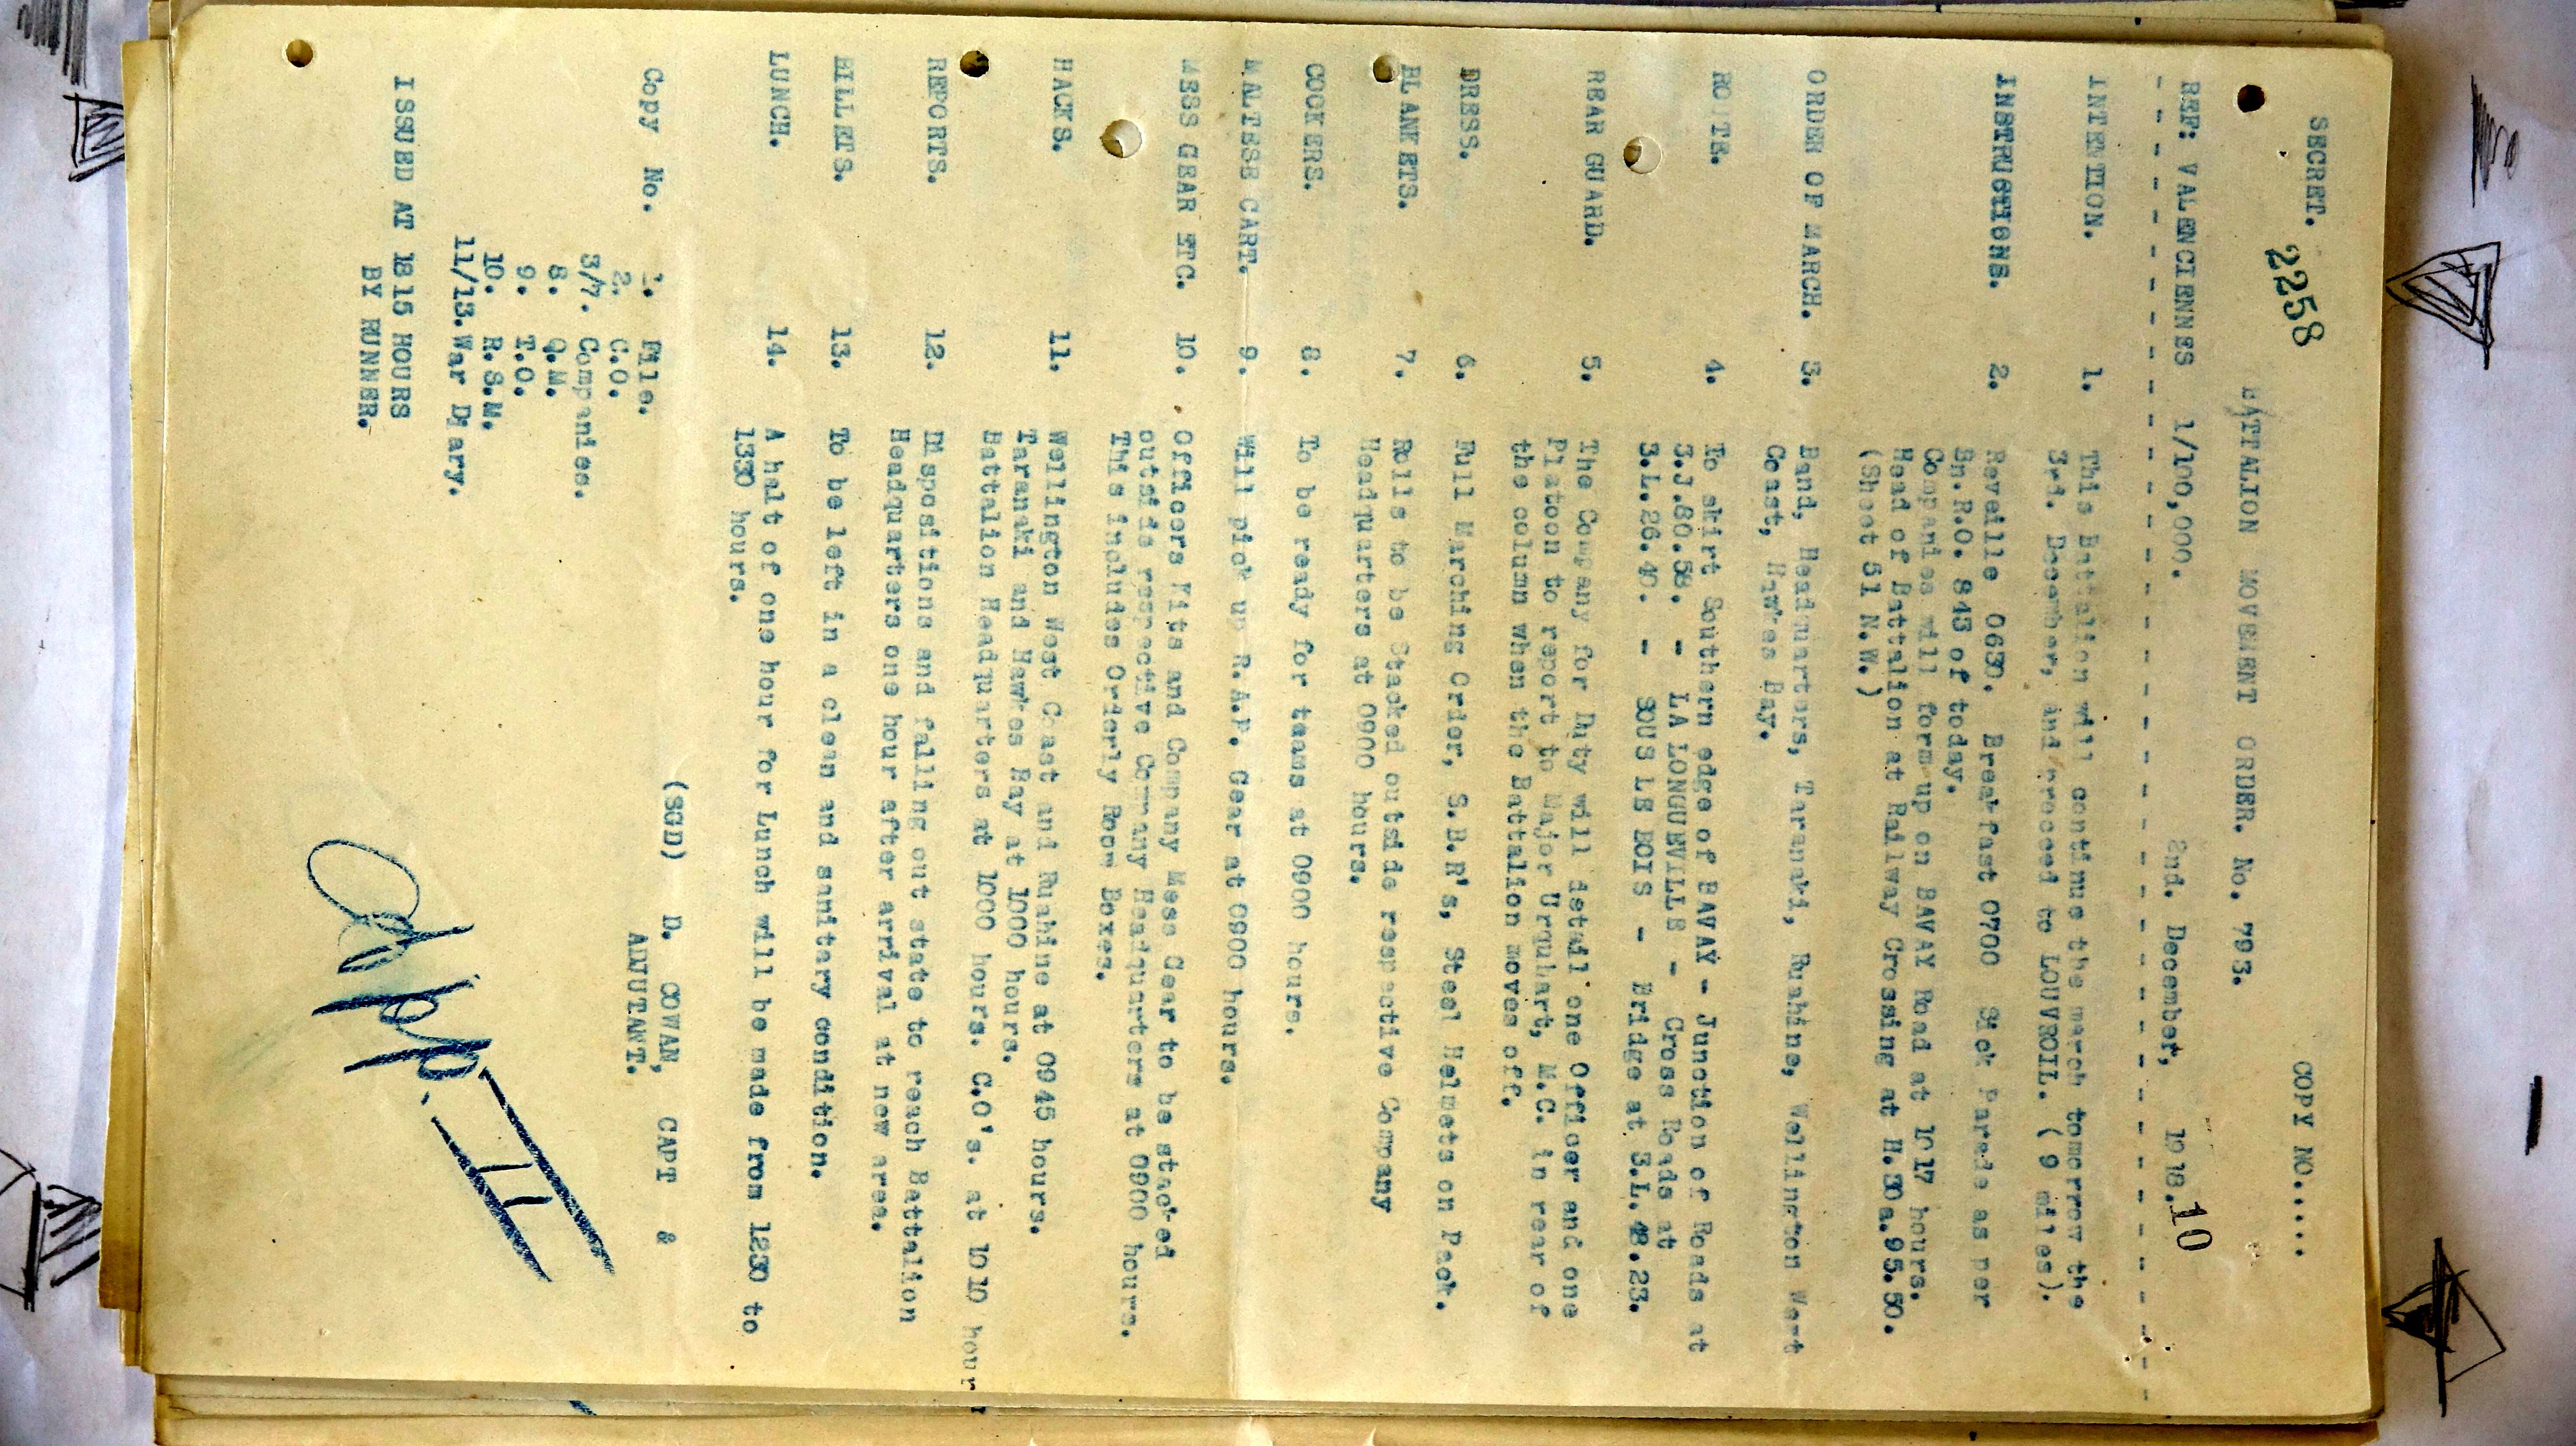 SECRET.
COPY NO.....
2258
BATTALION MOVEMENT ORDER. No. 793.
10
2nd. December, 1918.
REF: VALENCIENNES 1/100,000.
INTENTION. 1. This Battalion will continue the march tomorrow the
3rd. December, and proceed to LOUVROIL. ( 9 miles).
INSTRUCTIONS. 2. Reveille 0630. Breakfast 0700 Sick Parade as per
Bn.R.O. 843 of today.
Companies will form up on BAVAY Road at 1017 hours.
Head of Battalion at Railway Crossing at H.30a.95.50.
(Sheet 51 N.W.)
ORDER OF MARCH. 3. Band, Headquarters, Taranaki, Ruahine, Wellington West
Coast, Hawkes Bay.
ROUTE. 4. To skirt Southern edge of BAVAY - Junction of Roads at
3.J.80.58. - LA LONGUEVILLE - Cross Roads at
3.L.26.40. - SOUS LE BOIS - Bridge at 3.L.48.23.
REAR GUARD. 5. The Company for Duty will detail one Officer and one
Platoon to report to Major Urquhart, M.C. in rear of
the column when the Battalion moves off.
DRESS. 6. Full Marching Order, S.B.R's, Steel Helmets on Pack.
BLANKETS. 7. Rolls to be Stacked outside respective Company
Headquarters at 0900 hours.
COOKERS. 8. To be ready for teams at 0900 hours.
MALTESE CART. 9. Will pick up R.A.P. Gear at 0900 hours.
MESS GEAR ETC. 10. Officers Kits and Company Mess Gear to be stacked
outside respective Company Headquarters at 0900 hours.
This includes Orderly Room Boxes.
HACKS. 11. Wellington West Coast and Ruahine at 0945 hours.
Taranaki and Hawkes Bay at 1000 hours.
Battalion Headquarters at 1000 hours. C.O's. at 1010 hour
REPORTS. 12. Dispositions and falling out state to reach Battalion
Headquarters one hour after arrival at new area.
BILLETS. 13. To be left in a clean and sanitary condition.
LUNCH. 14. A halt of one hour for Lunch will be made from 1230 to
1330 hours.
(SGD) D. COWAN, CAPT &
ADUTANT.
Copy No. 1. File.
2. C.O.
3/7. Companies.
8. Q.M.
9. T.O.
10. R.S.M.
11/13. War Diary.
ISSUED AT 1815 HOURS
BY RUNNER.
App. II